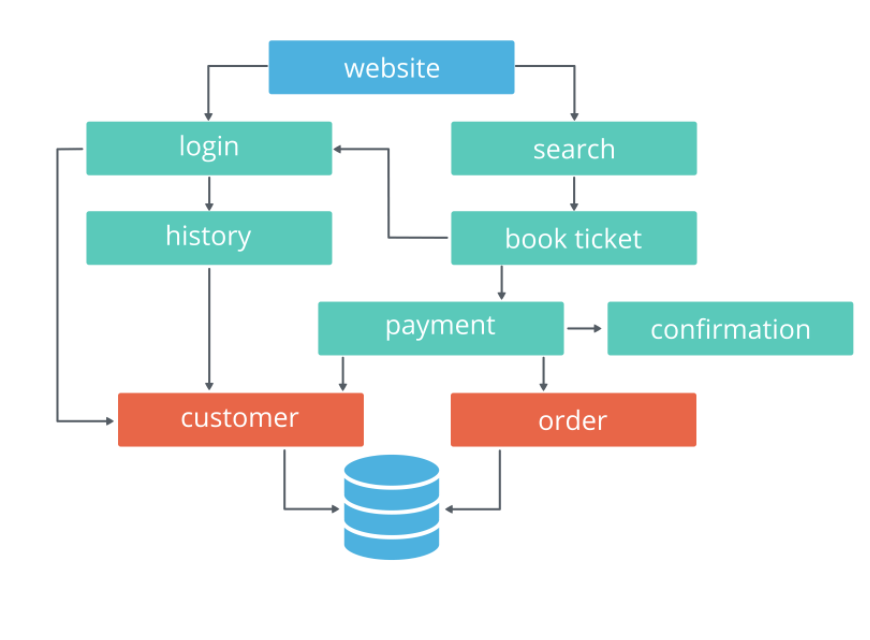 website
login
search
history
book ticket
payment
confirmation
customer
order